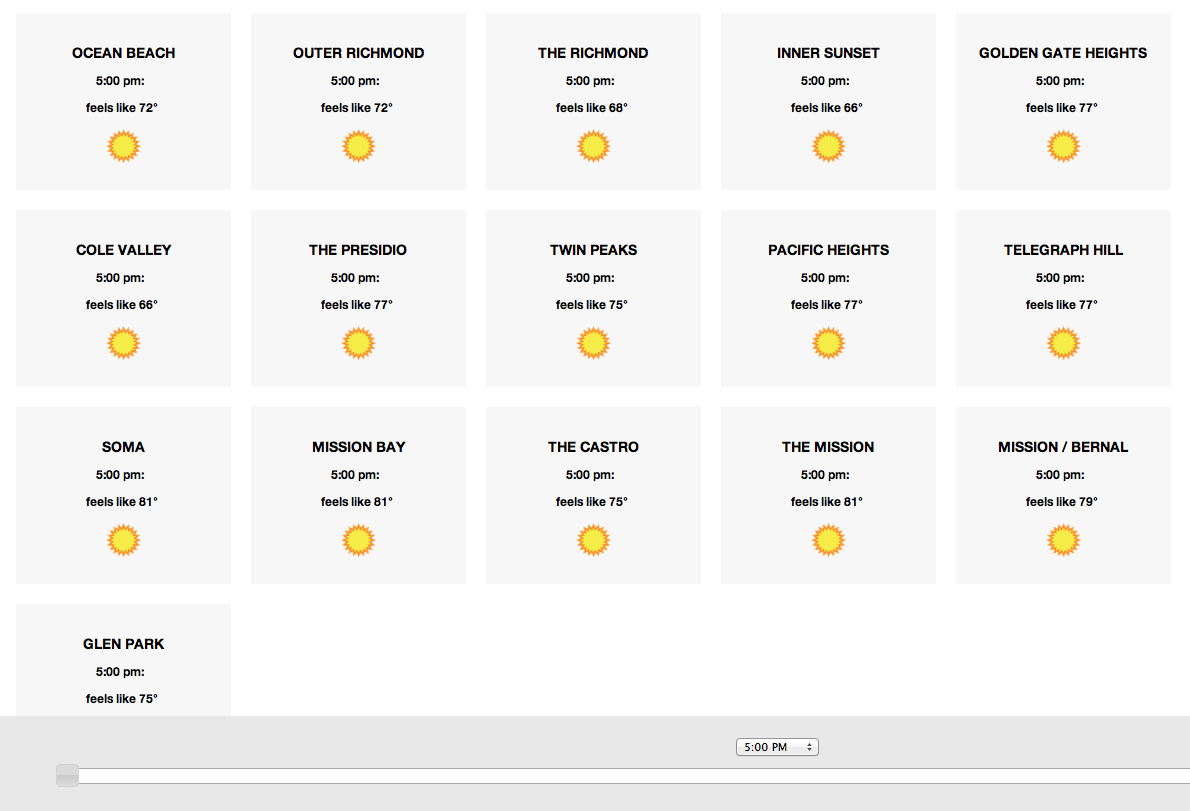 OCEAN BEACH
5:00 pm:
feels like 72°
OUTER RICHMOND
5:00 pm:
feels like 72°
THE RICHMOND
5:00 pm:
feels like 68°
INNER SUNSET
5:00 pm:
feels like 66°
GOLDEN GATE HEIGHTS
5:00 pm:
feels like 77°
COLE VALLEY
5:00 pm:
feels like 66°
THE PRESIDIO
5:00 pm:
feels like 77°
TWIN PEAKS
5:00 pm:
feels like 75°
PACIFIC HEIGHTS
5:00 pm:
feels like 77°
TELEGRAPH HILL
5:00 pm:
feels like 77°
SOMA
5:00 pm:
feels like 81°
MISSION BAY
5:00 pm:
feels like 81°
THE CASTRO
5:00 pm:
feels like 75°
THE MISSION
5:00 pm:
feels like 81°
MISSION / BERNAL
5:00 pm:
feels like 79°
GLEN PARK
5:00 pm:
feels like 75°
5:00 PM